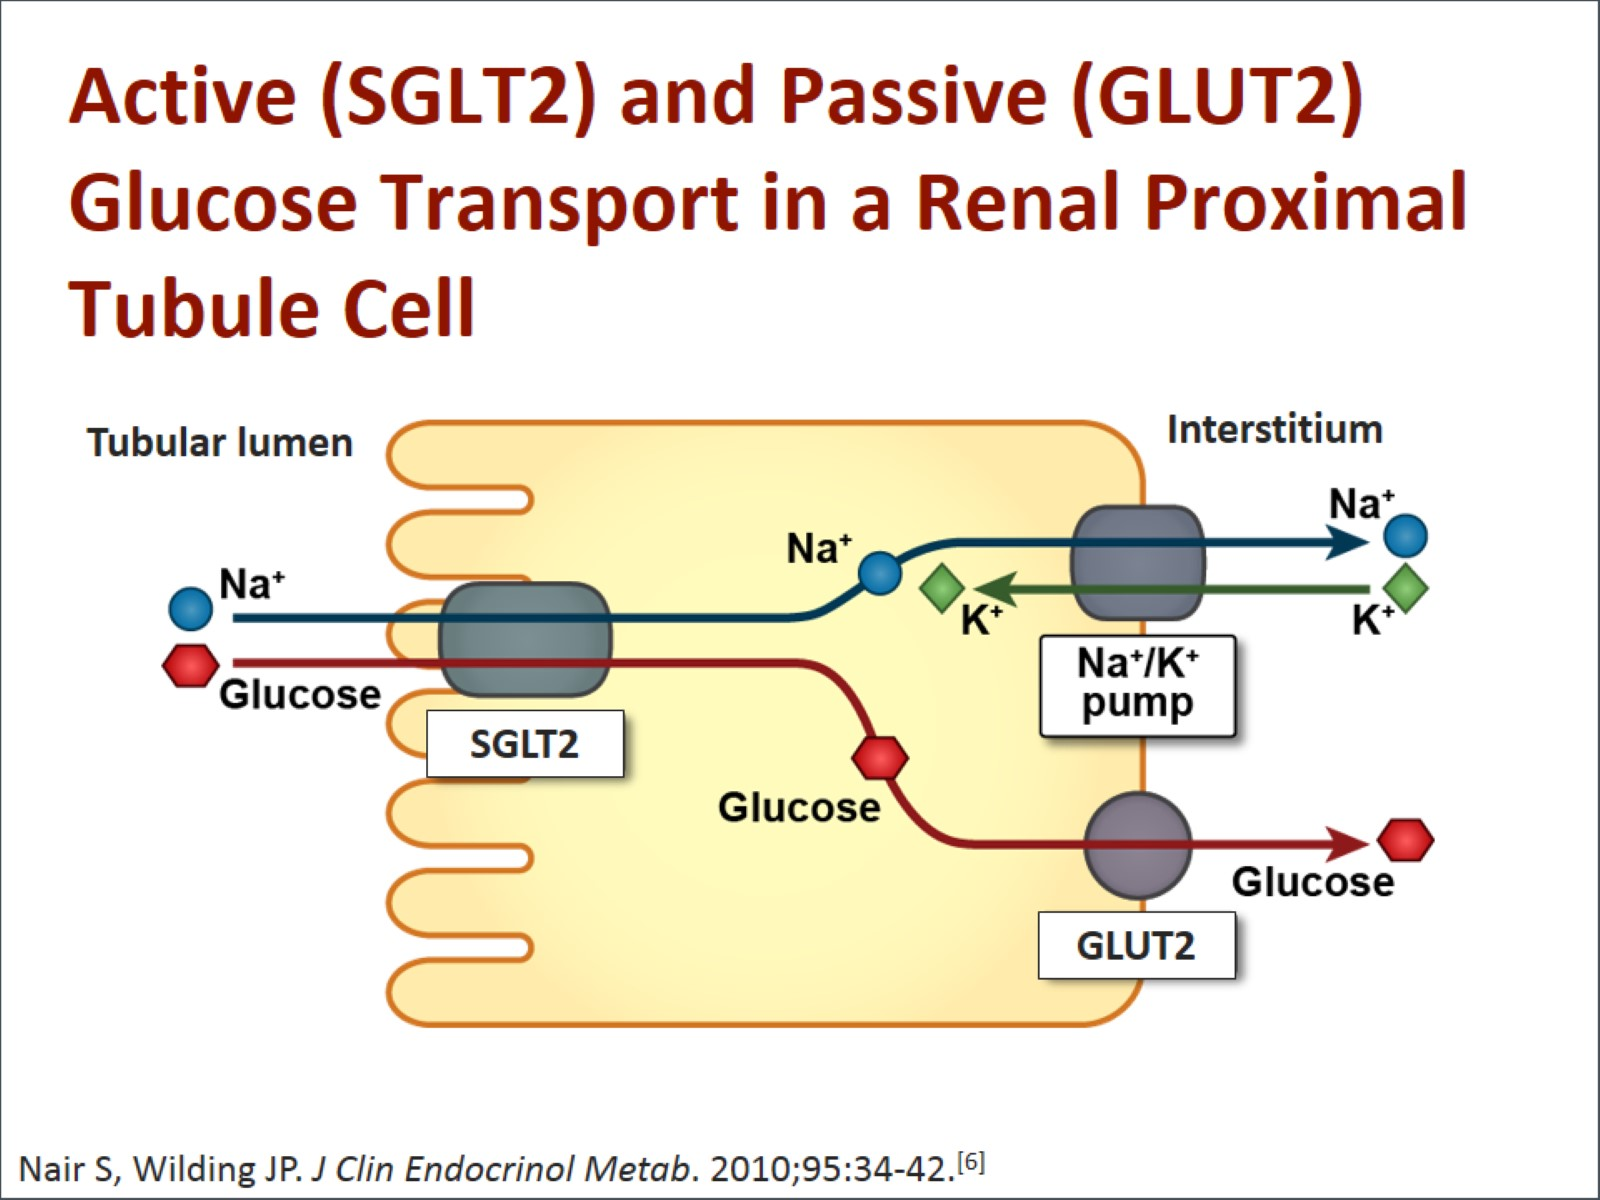 Active (SGLT2) and Passive (GLUT2)
Glucose Transport in a Renal Proximal
Tubule Cell
Tubular lumen
Interstitium
Na⁺
Na⁺
Na⁺
K⁺
K⁺
Glucose
Na⁺/K⁺
pump
SGLT2
Glucose
Glucose
GLUT2
Nair S, Wilding JP. J Clin Endocrinol Metab. 2010;95:34-42.[6]